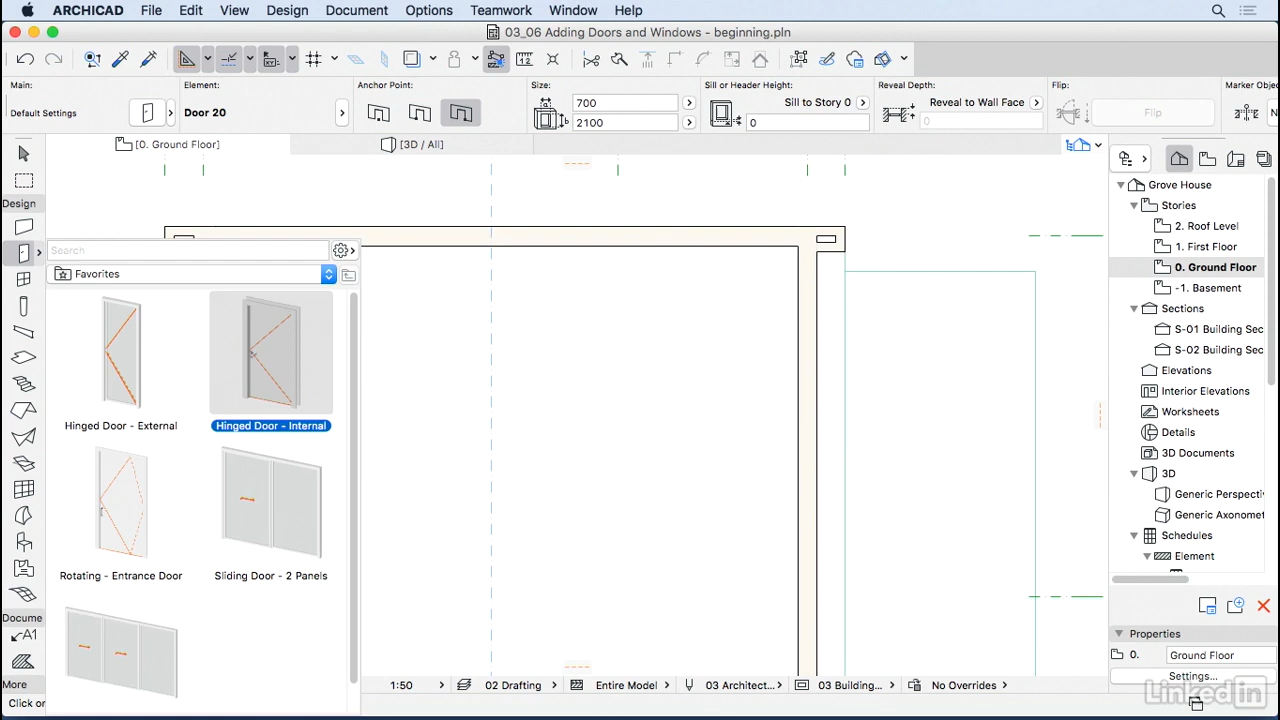 ARCHICAD File Edit View Design Document Options Teamwork Window Help
03_06 Adding Doors and Windows - beginning.pln
Main: Element: Anchor Point: Size: Sill or Header Height: Reveal Depth: Flip: Marker Obje
Default Settings Door 20 700 Sill to Story 0 Reveal to Wall Face Flip N
2100 0 0
[0. Ground Floor] [3D / All]
Design
Search
Favorites
Hinged Door - External
Hinged Door - Internal
Rotating - Entrance Door
Sliding Door - 2 Panels
Docume
A1
More
Click or
Grove House
Stories
2. Roof Level
1. First Floor
0. Ground Floor
-1. Basement
Sections
S-01 Building Sec
S-02 Building Sec
Elevations
Interior Elevations
Worksheets
Details
3D Documents
3D
Generic Perspecti
Generic Axonomet
Schedules
Element
Properties
0. Ground Floor
Settings...
1:50 02 Drafting Entire Model 03 Architect... 03 Building... No Overrides
LinkedIn